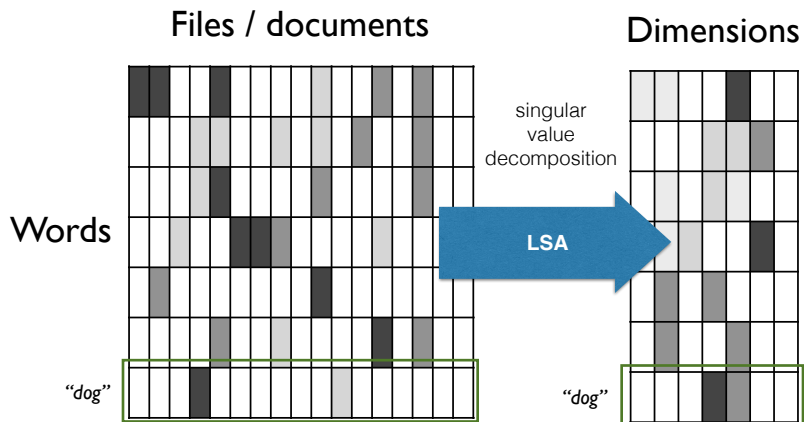 Files / documents
Dimensions
singular
value
decomposition
Words
LSA
“dog”
“dog”